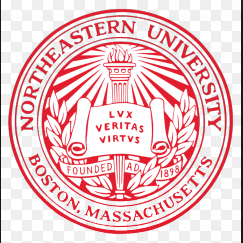 NORTHEASTERN UNIVERSITY
LVX
VERITAS
VIRTVS
FOUNDED A.D. 1898
BOSTON, MASSACHUSETTS